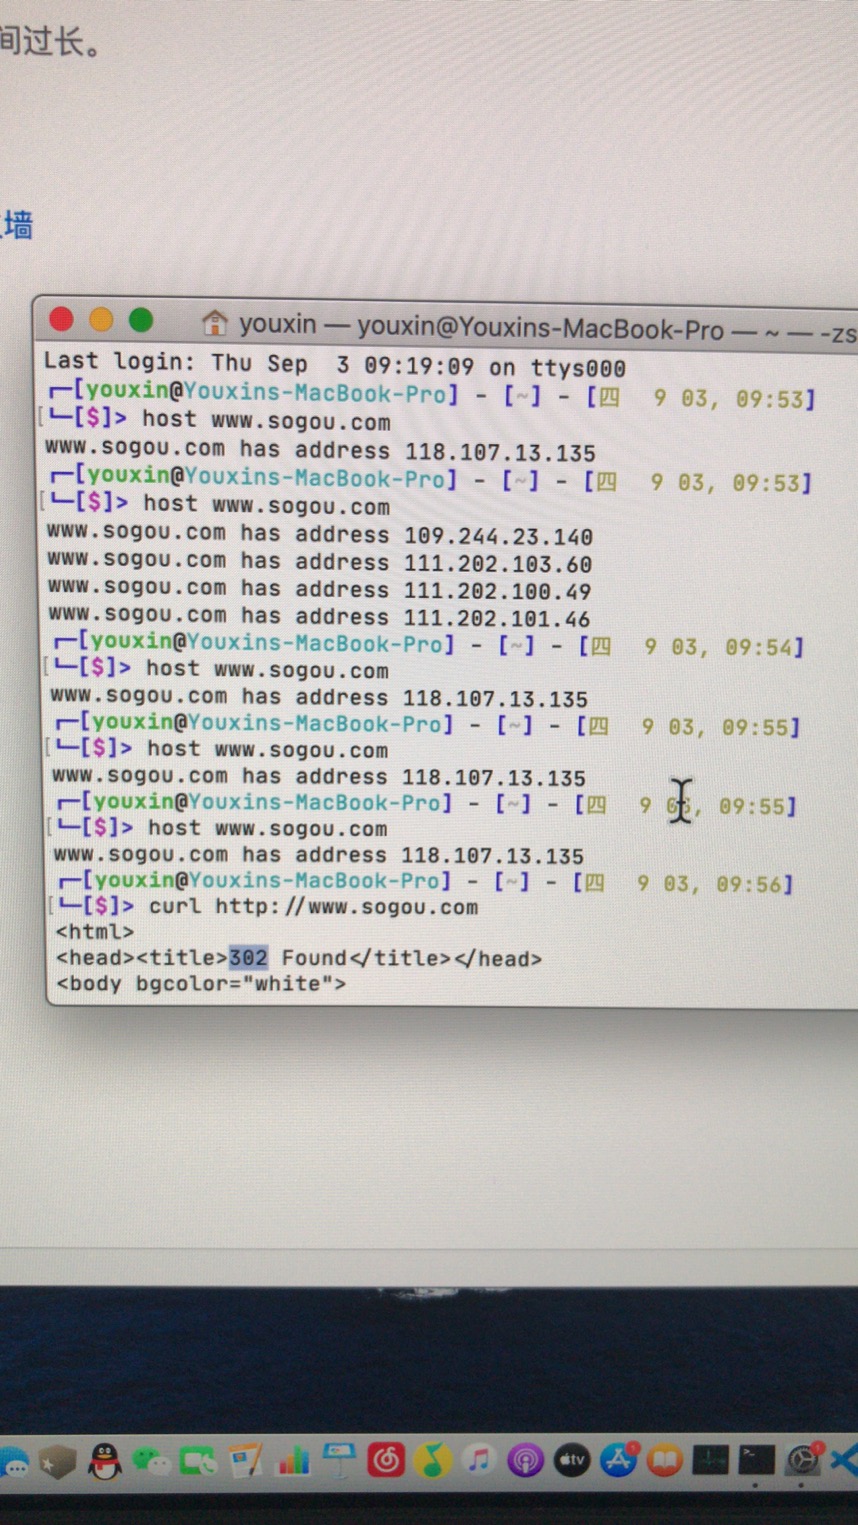 间过长。
墙
youxin — youxin@Youxins-MacBook-Pro — ~ — -zs
Last login: Thu Sep  3 09:19:09 on ttys000
┌─[youxin@Youxins-MacBook-Pro] - [~] - [四  9 03, 09:53]
[└─[$]> host www.sogou.com
www.sogou.com has address 118.107.13.135
┌─[youxin@Youxins-MacBook-Pro] - [~] - [四  9 03, 09:53]
[└─[$]> host www.sogou.com
www.sogou.com has address 109.244.23.140
www.sogou.com has address 111.202.103.60
www.sogou.com has address 111.202.100.49
www.sogou.com has address 111.202.101.46
┌─[youxin@Youxins-MacBook-Pro] - [~] - [四  9 03, 09:54]
[└─[$]> host www.sogou.com
www.sogou.com has address 118.107.13.135
┌─[youxin@Youxins-MacBook-Pro] - [~] - [四  9 03, 09:55]
[└─[$]> host www.sogou.com
www.sogou.com has address 118.107.13.135
┌─[youxin@Youxins-MacBook-Pro] - [~] - [四  9 03, 09:55]
[└─[$]> host www.sogou.com
www.sogou.com has address 118.107.13.135
┌─[youxin@Youxins-MacBook-Pro] - [~] - [四  9 03, 09:56]
[└─[$]> curl http://www.sogou.com
<html>
<head><title>302 Found</title></head>
<body bgcolor="white">
tv